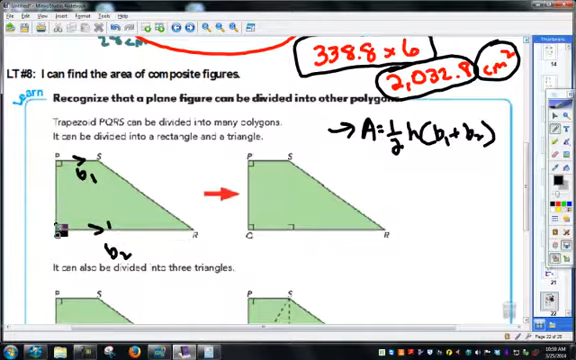 28 cm
338.8 x 6
2,032.8 cm²
LT#8: I can find the area of composite figures.
Learn
Recognize that a plane figure can be divided into other polygons
Trapezoid PQRS can be divided into many polygons.
It can be divided into a rectangle and a triangle.
→ A = 1/2 h(b₁ + b₂)
P S
b₁
R
b₂
P S
Q R
It can also be divided into three triangles.
P S
P S